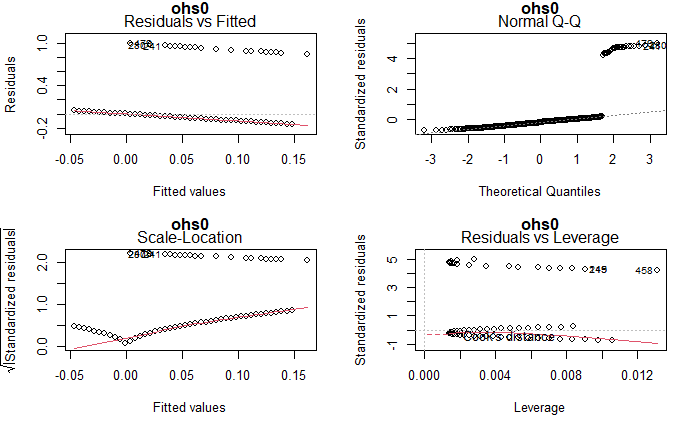 ohs0
Residuals vs Fitted
Residuals
1.0
0.4
-0.2
241
-0.05 0.00 0.05 0.10 0.15
Fitted values
ohs0
Normal Q-Q
Standardized residuals
4
2
0
-3 -2 -1 0 1 2 3
Theoretical Quantiles
ohs0
Scale-Location
√|Standardized residuals|
2.0
1.0
0.0
241
-0.05 0.00 0.05 0.10 0.15
Fitted values
ohs0
Residuals vs Leverage
Standardized residuals
5
3
1
-1
458
Cook's distance
0.000 0.004 0.008 0.012
Leverage